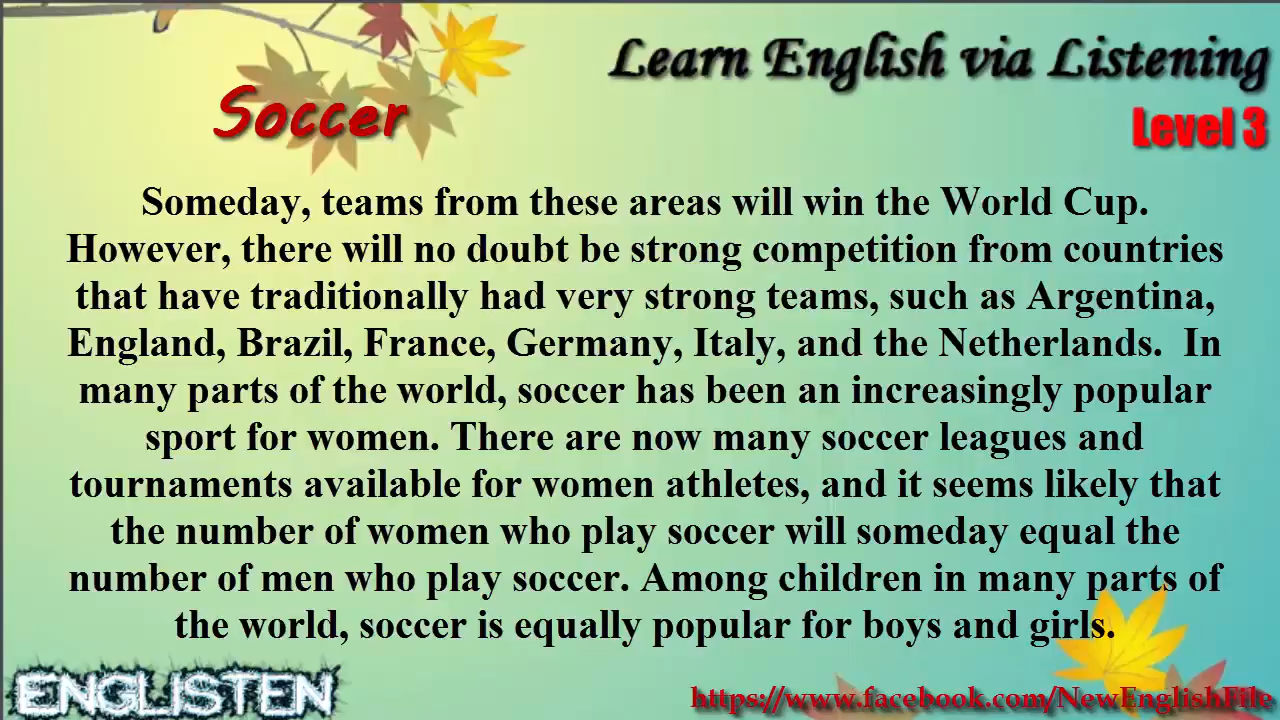 Learn English via Listening
Soccer
Level 3
Someday, teams from these areas will win the World Cup.
However, there will no doubt be strong competition from countries
that have traditionally had very strong teams, such as Argentina,
England, Brazil, France, Germany, Italy, and the Netherlands.  In
many parts of the world, soccer has been an increasingly popular
sport for women. There are now many soccer leagues and
tournaments available for women athletes, and it seems likely that
the number of women who play soccer will someday equal the
number of men who play soccer. Among children in many parts of
the world, soccer is equally popular for boys and girls.
ENGLISTEN
https://www.facebook.com/NewEnglishFile